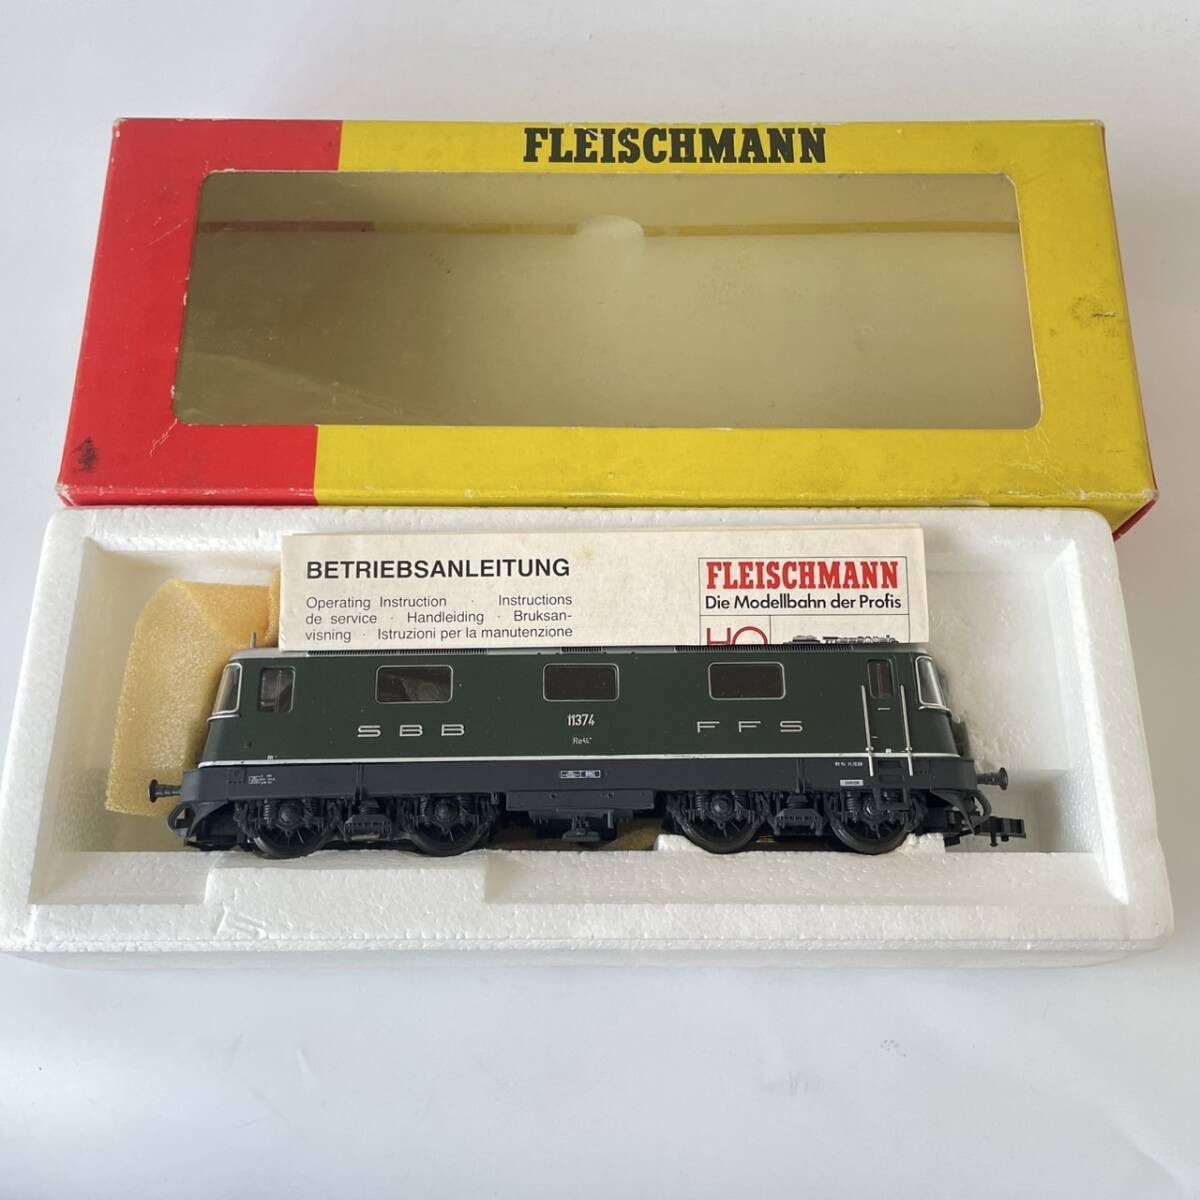 FLEISCHMANN
BETRIEBSANLEITUNG
Operating Instruction · Instructions
de service · Handleiding · Bruksan-
visning · Istruzioni per la manutenzione
FLEISCHMANN
Die Modellbahn der Profis
HO
SBB
11374
FFS